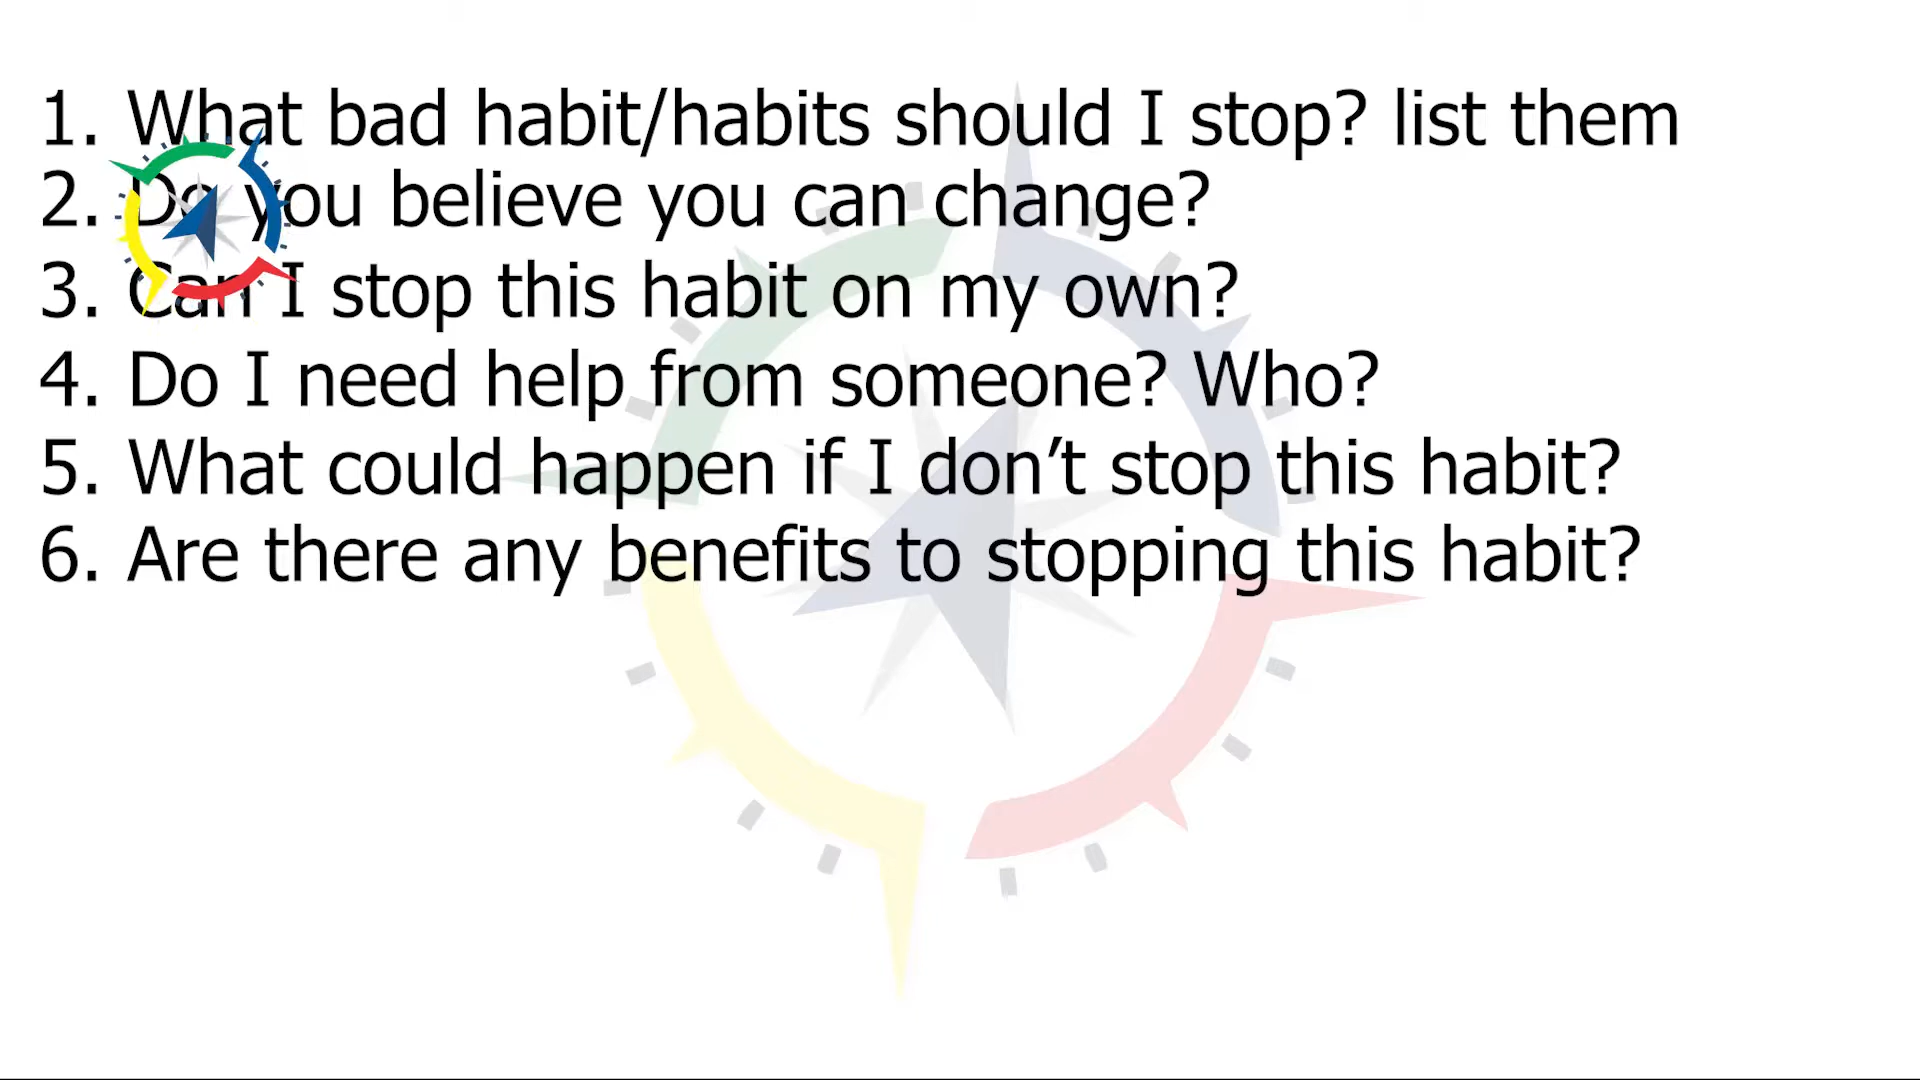 1. What bad habit/habits should I stop? list them
2. Do you believe you can change?
3. Can I stop this habit on my own?
4. Do I need help from someone? Who?
5. What could happen if I don’t stop this habit?
6. Are there any benefits to stopping this habit?